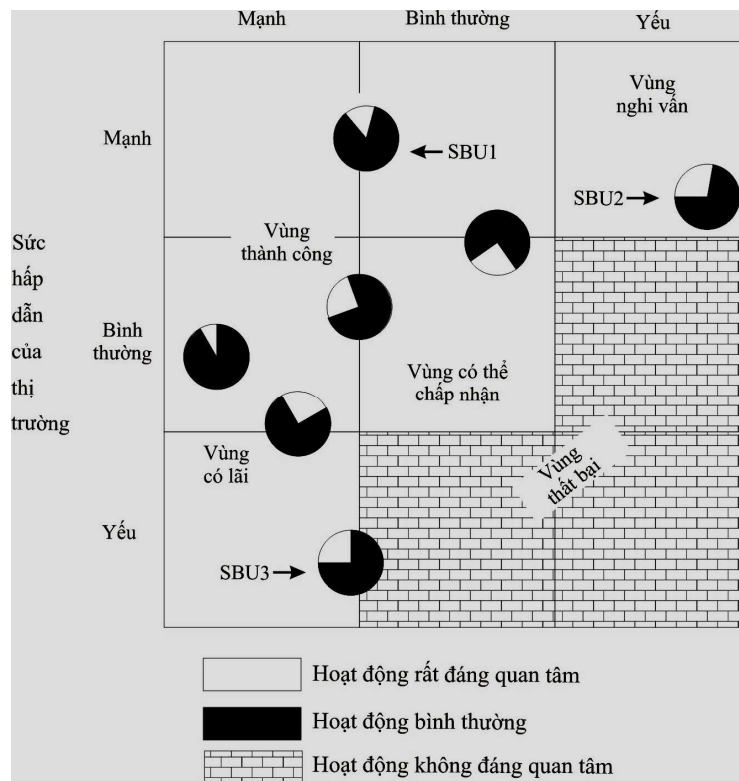 Mạnh
Bình thường
Yếu
Vùng
nghi vấn
Mạnh
SBU1
SBU2
Sức
hấp
dẫn
của
thị
trường
Vùng
thành công
Bình
thường
Vùng có thể
chấp nhận
Vùng
có lãi
Vùng
thất bại
Yếu
SBU3
Hoạt động rất đáng quan tâm
Hoạt động bình thường
Hoạt động không đáng quan tâm